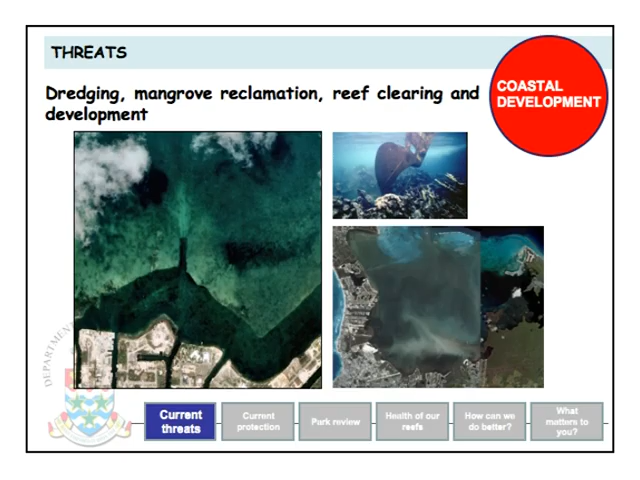 THREATS
Dredging, mangrove reclamation, reef clearing and
development
COASTAL
DEVELOPMENT
DEPARTMENT
Current
threats
Current
protection
Park review
Health of our
reefs
How can we
do better?
What
matters to
you?